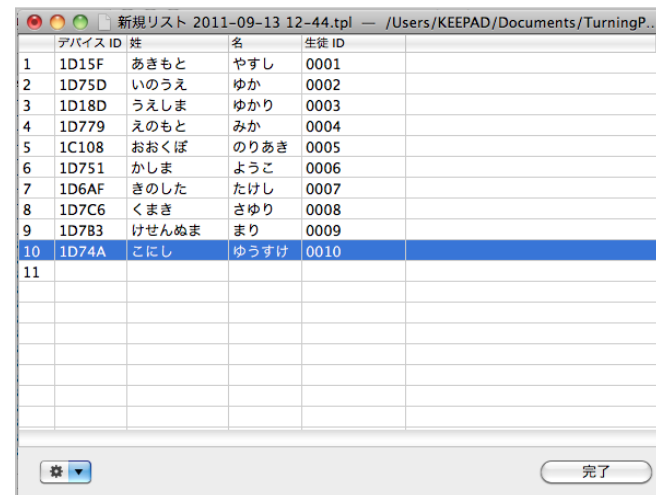 新規リスト 2011-09-13 12-44.tpl — /Users/KEEPAD/Documents/TurningP...
デバイス ID 姓 名 生徒 ID
1 1D15F あきもと やすし 0001
2 1D75D いのうえ ゆか 0002
3 1D18D うえしま ゆかり 0003
4 1D779 えのもと みか 0004
5 1C108 おおくぼ のりあき 0005
6 1D751 かしま ようこ 0006
7 1D6AF きのした たけし 0007
8 1D7C6 くまき さゆり 0008
9 1D7B3 けせんぬま まり 0009
10 1D74A こにし ゆうすけ 0010
11
完了